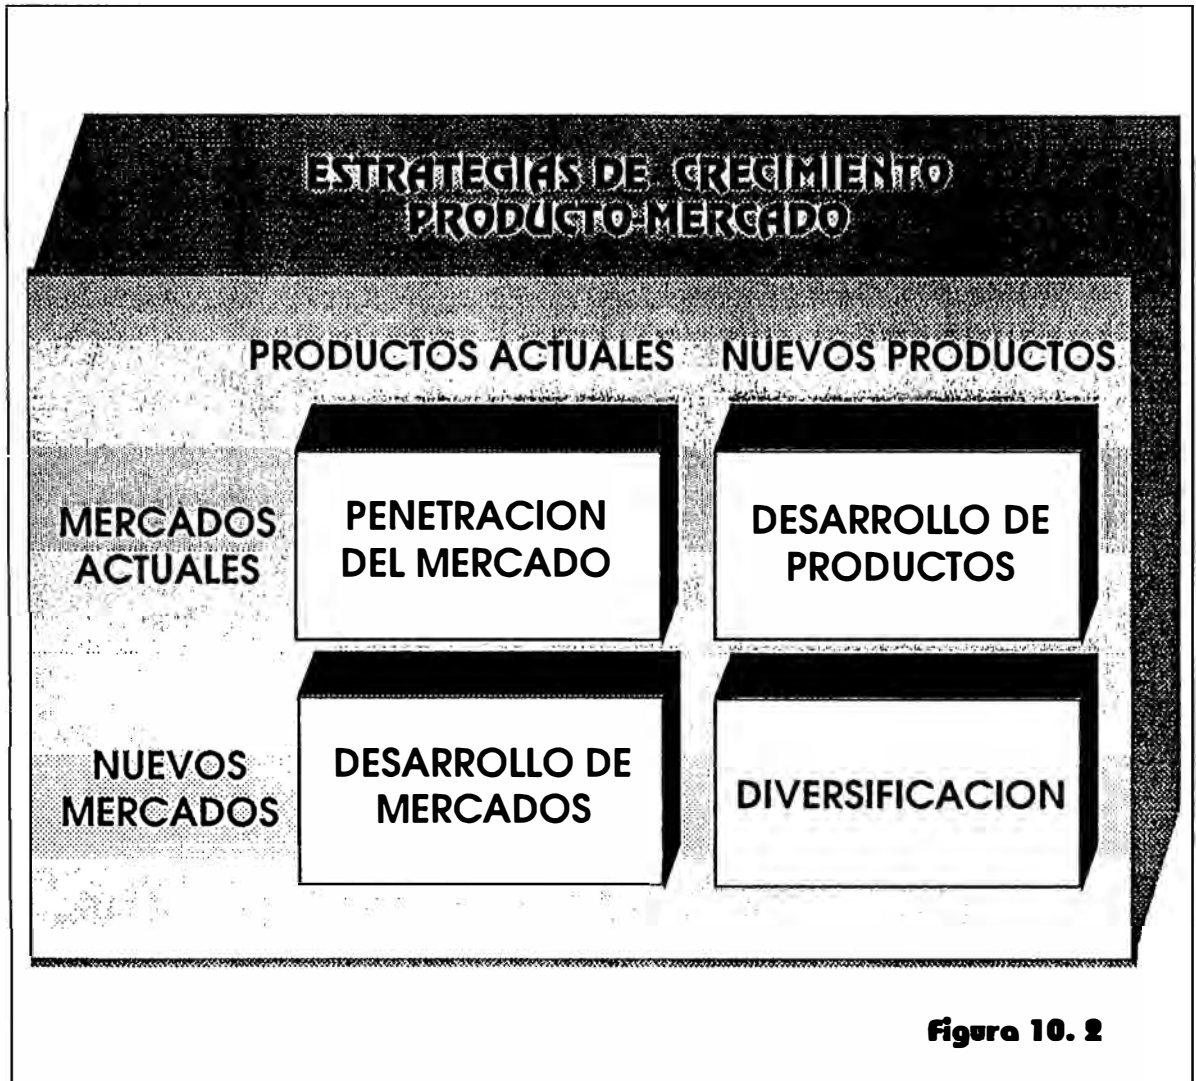 ESTRATEGIAS DE CRECIMIENTO
PRODUCTO-MERCADO
PRODUCTOS ACTUALES NUEVOS PRODUCTOS
MERCADOS
ACTUALES
PENETRACION
DEL MERCADO
DESARROLLO DE
PRODUCTOS
NUEVOS
MERCADOS
DESARROLLO DE
MERCADOS
DIVERSIFICACION
Figura 10. 2